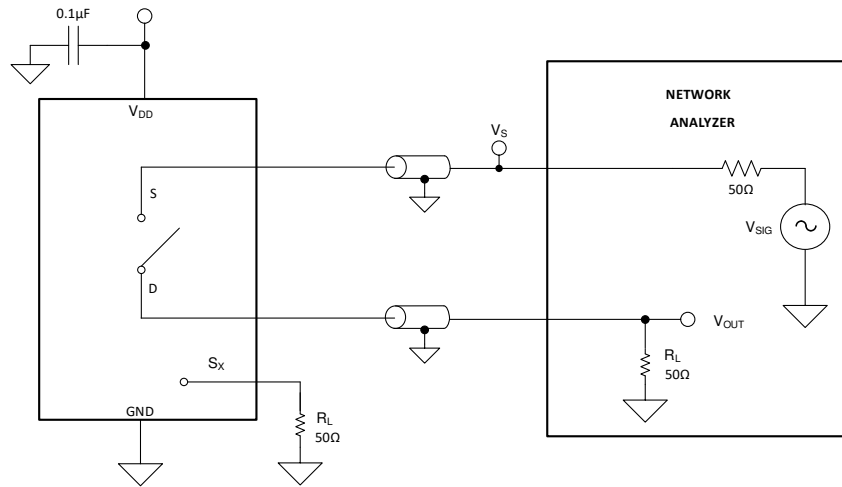 0.1µF
V_DD
S
D
S_X
GND
R_L
50Ω
V_S
NETWORK
ANALYZER
50Ω
V_SIG
V_OUT
R_L
50Ω